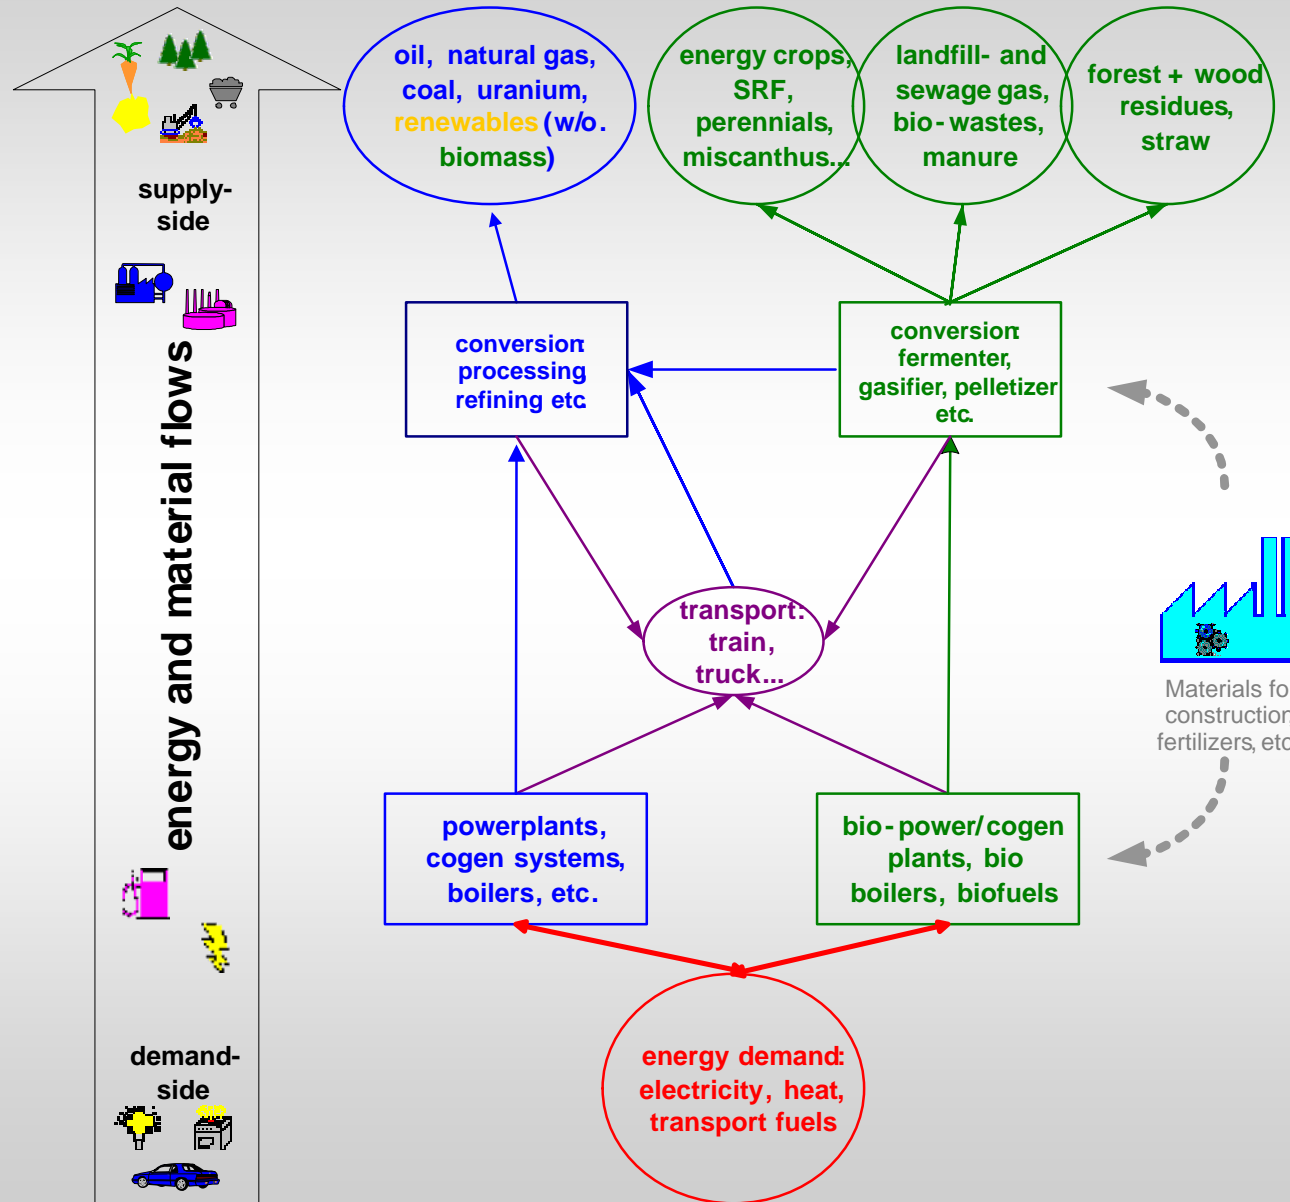 oil, natural gas,
coal, uranium,
renewables (w/o.
biomass)
energy crops,
SRF,
perennials,
miscanthus...
landfill- and
sewage gas,
bio-wastes,
manure
forest + wood
residues,
straw
supply-
side
conversion:
processing
refining etc.
conversion:
fermenter,
gasifier, pelletizer
etc.
energy and material flows
transport:
train,
truck...
Materials fo
construction
fertilizers, etc
powerplants,
cogen systems,
boilers, etc.
bio-power/cogen
plants, bio
boilers, biofuels
demand-
side
energy demand:
electricity, heat,
transport fuels